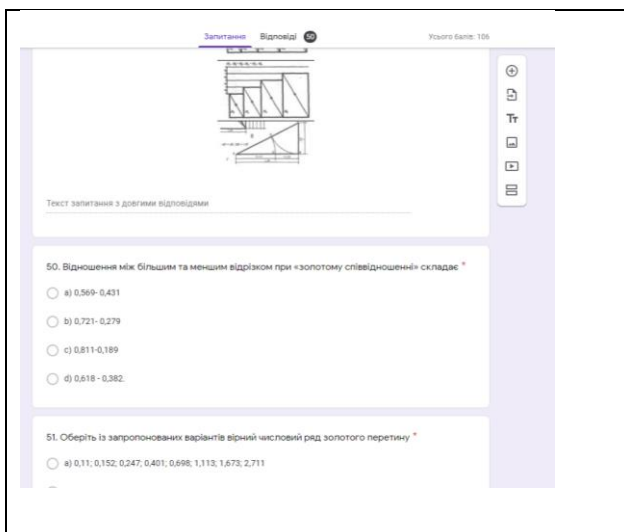 Запитання Відповіді 50 Усього балів: 106
Текст запитання з довгими відповідями
50. Відношення між більшим та меншим відрізком при «золотому співвідношенні» складає *
a) 0,569- 0,431
b) 0,721- 0,279
c) 0,811-0,189
d) 0,618 - 0,382.
51. Оберіть із запропонованих варіантів вірний числовий ряд золотого перетину *
a) 0,11; 0,152; 0,247; 0,401; 0,698; 1,113; 1,673; 2,711